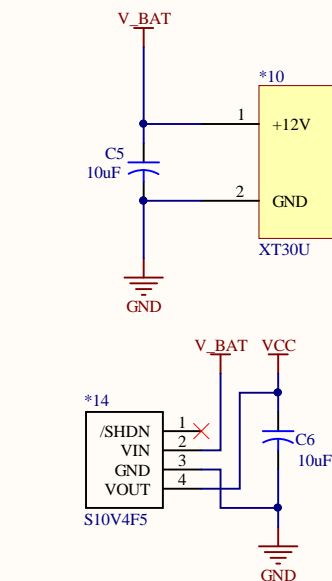 V_BAT
*10
1
+12V
C5
10uF
2
GND
XT30U
GND
V_BAT VCC
*14
/SHDN 1
VIN 2
GND 3
VOUT 4
C6
10uF
S10V4F5
GND